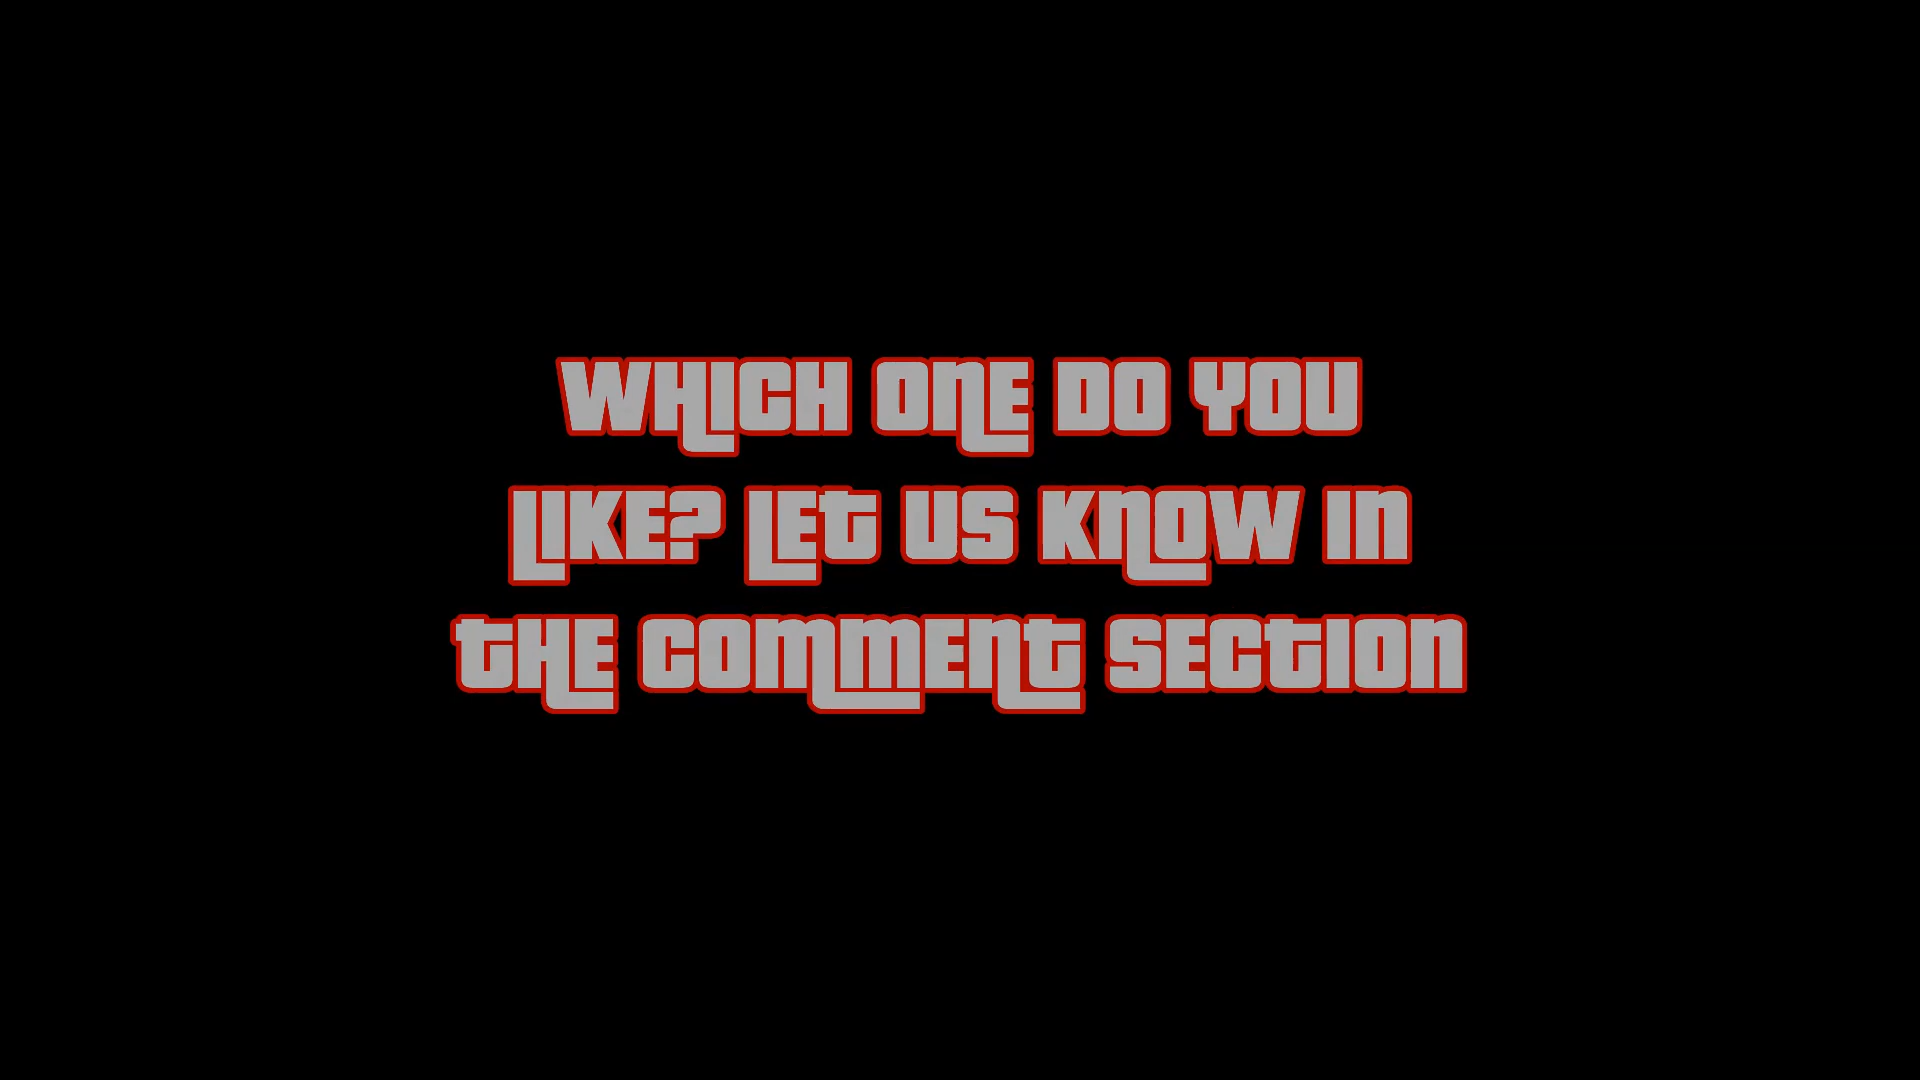 WHICH ONE DO YOU
LIKE? LET US KNOW IN
THE COMMENT SECTION